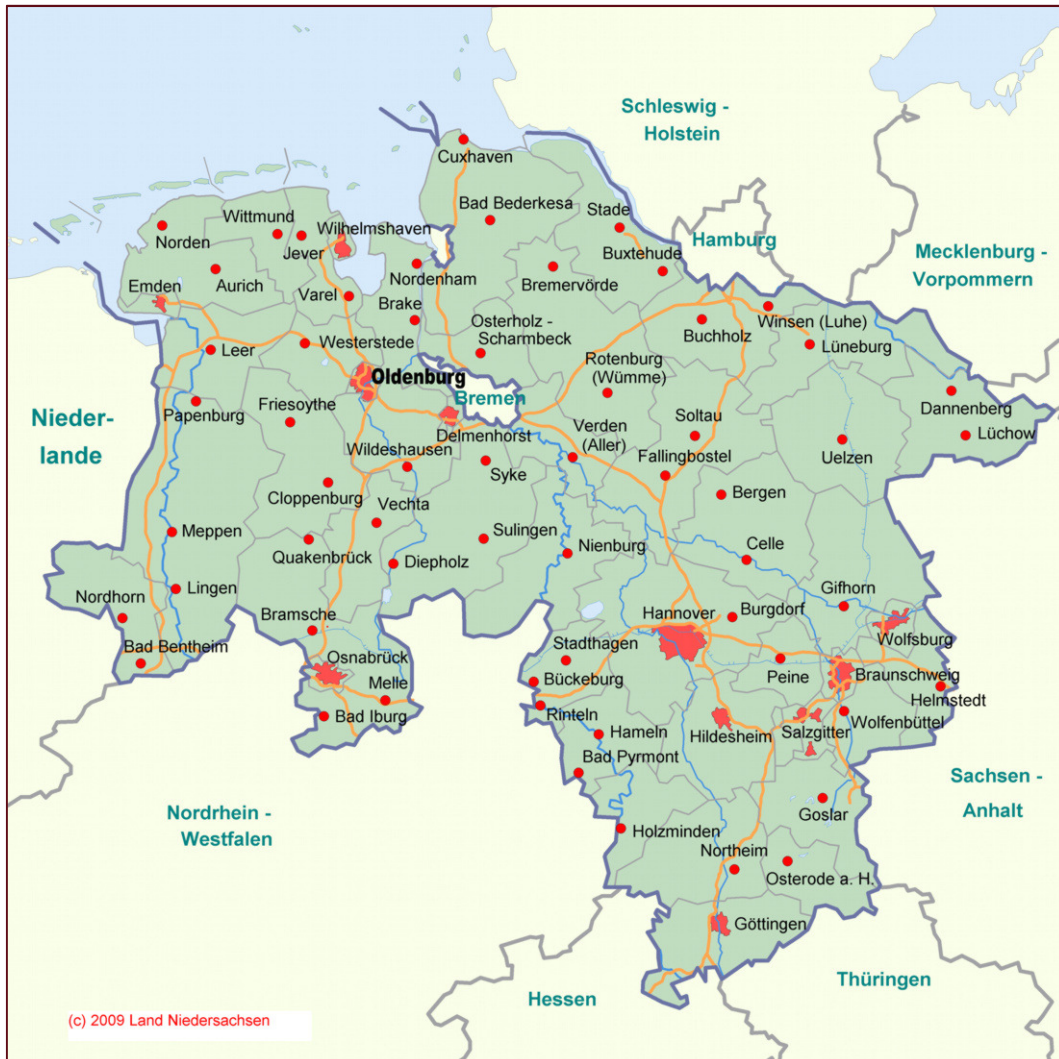 Schleswig -
Holstein
Cuxhaven
Bad Bederkesa
Stade
Wittmund
Wilhelmshaven
Norden
Jever
Hamburg
Buxtehude
Mecklenburg -
Vorpommern
Aurich
Nordenham
Bremervörde
Emden
Varel
Brake
Osterholz -
Scharmbeck
Buchholz
Winsen (Luhe)
Lüneburg
Leer
Westerstede
Rotenburg
(Wümme)
Oldenburg
Bremen
Papenburg
Friesoythe
Dannenberg
Nieder-
lande
Soltau
Delmenhorst
Verden
(Aller)
Lüchow
Uelzen
Wildeshausen
Syke
Fallingbostel
Cloppenburg
Bergen
Vechta
Meppen
Sulingen
Quakenbrück
Diepholz
Nienburg
Celle
Lingen
Gifhorn
Nordhorn
Bramsche
Hannover
Burgdorf
Wolfsburg
Bad Bentheim
Stadthagen
Osnabrück
Peine
Braunschweig
Melle
Bückeburg
Helmstedt
Bad Iburg
Rinteln
Wolfenbüttel
Hameln
Hildesheim
Salzgitter
Bad Pyrmont
Sachsen -
Anhalt
Nordrhein -
Westfalen
Goslar
Holzminden
Northeim
Osterode a. H.
Göttingen
Thüringen
Hessen
(c) 2009 Land Niedersachsen